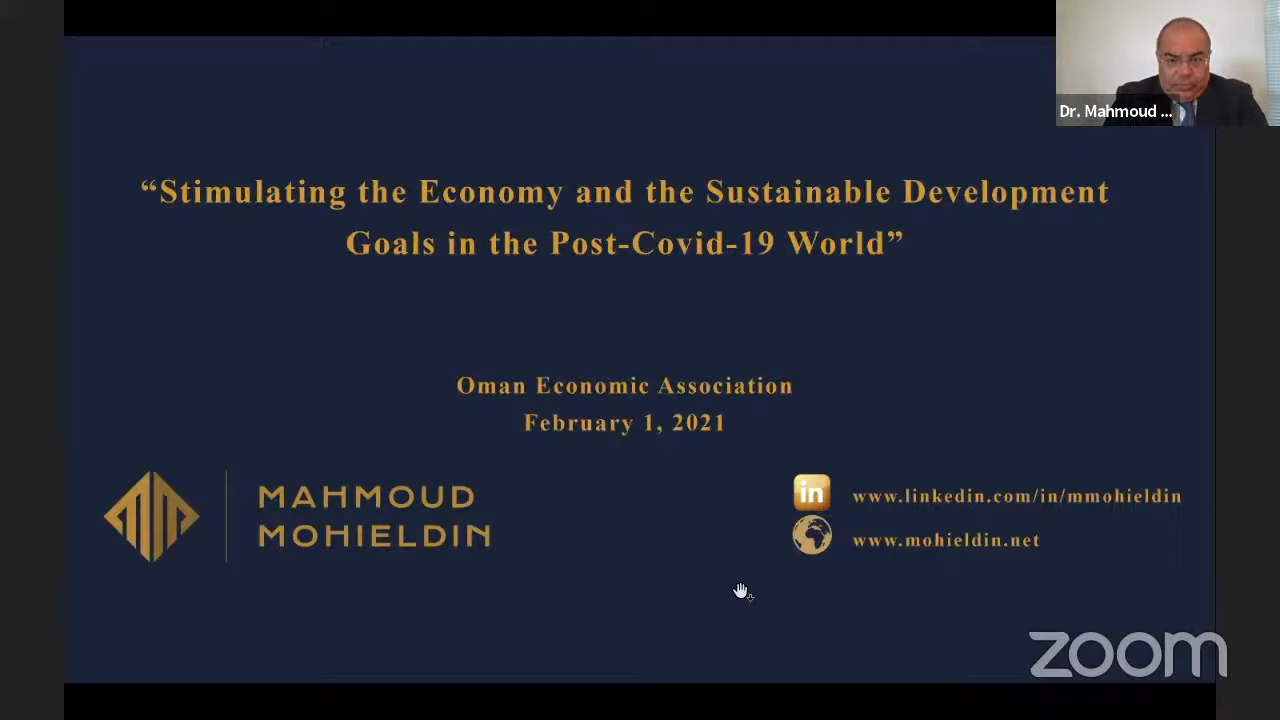 Dr. Mahmoud ...
“Stimulating the Economy and the Sustainable Development
Goals in the Post-Covid-19 World”
Oman Economic Association
February 1, 2021
MAHMOUD
MOHIELDIN
in
www.linkedin.com/in/mmohieldin
www.mohieldin.net
zoom